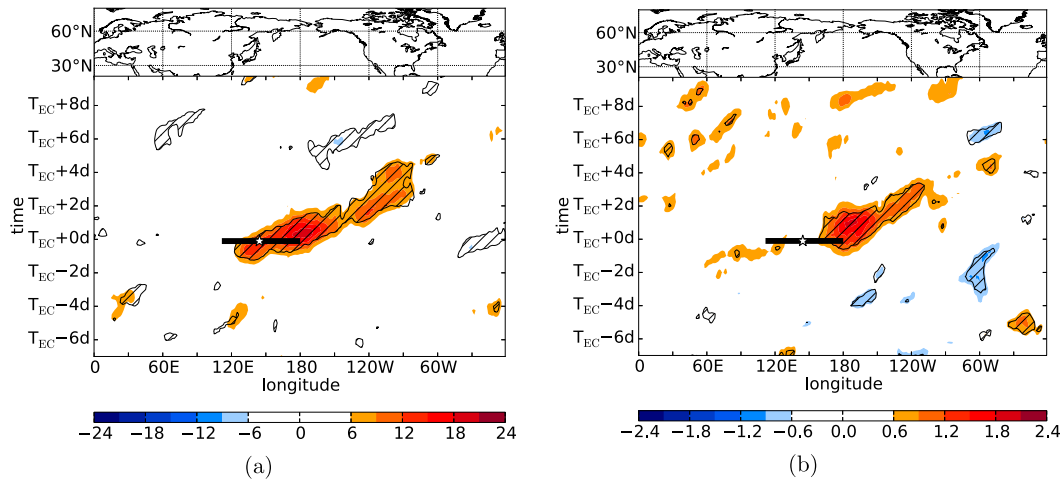 60°N
30°N
T_EC+8d
T_EC+6d
T_EC+4d
T_EC+2d
T_EC+0d
T_EC−2d
T_EC−4d
T_EC−6d
time
0 60E 120E 180 120W 60W
longitude
−24 −18 −12 −6 0 6 12 18 24
(a)
60°N
30°N
T_EC+8d
T_EC+6d
T_EC+4d
T_EC+2d
T_EC+0d
T_EC−2d
T_EC−4d
T_EC−6d
time
0 60E 120E 180 120W 60W
longitude
−2.4 −1.8 −1.2 −0.6 0.0 0.6 1.2 1.8 2.4
(b)